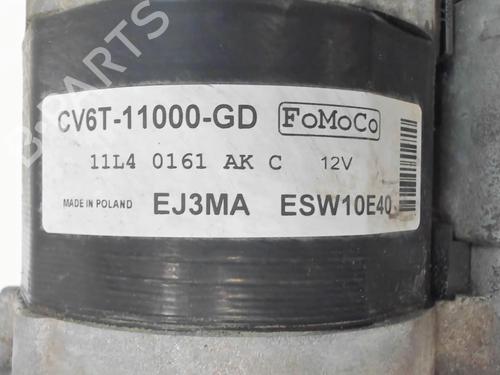 CV6T-11000-GD FoMoCo
11L4 0161 AK C 12V
MADE IN POLAND EJ3MA ESW10E40